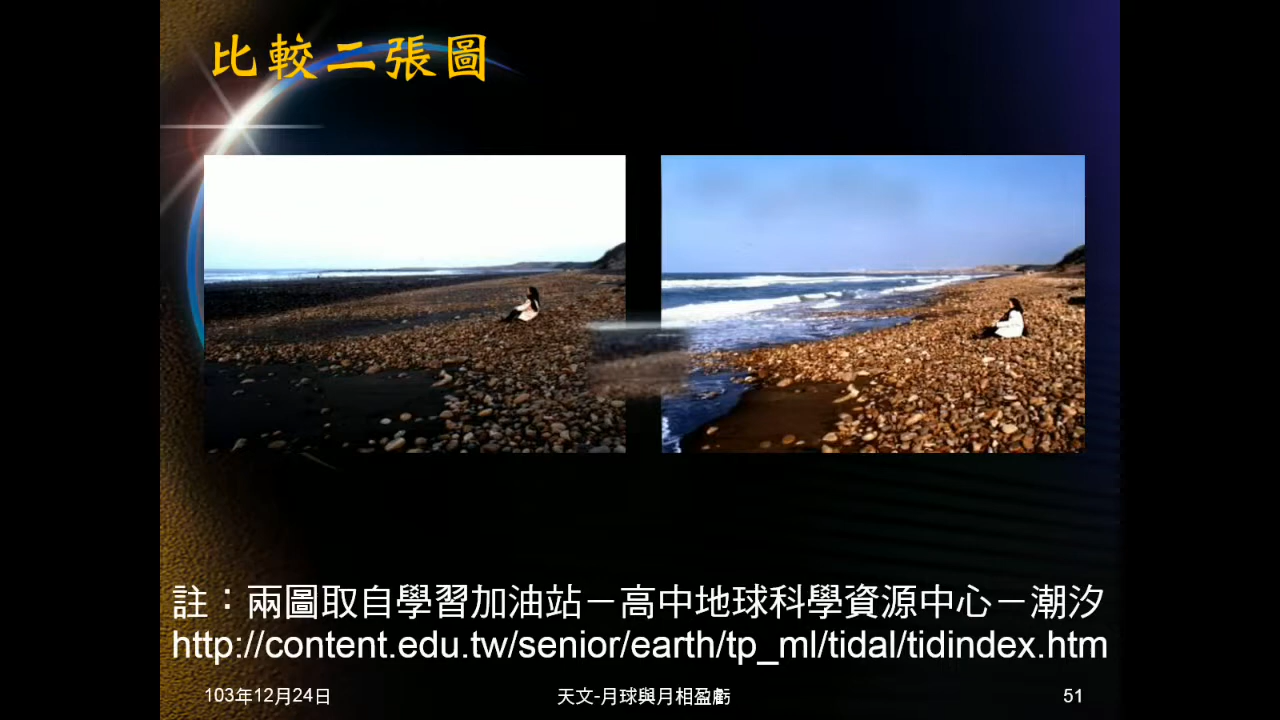 比較二張圖
註：兩圖取自學習加油站－高中地球科學資源中心－潮汐
http://content.edu.tw/senior/earth/tp_ml/tidal/tidindex.htm
103年12月24日
天文-月球與月相盈虧
51